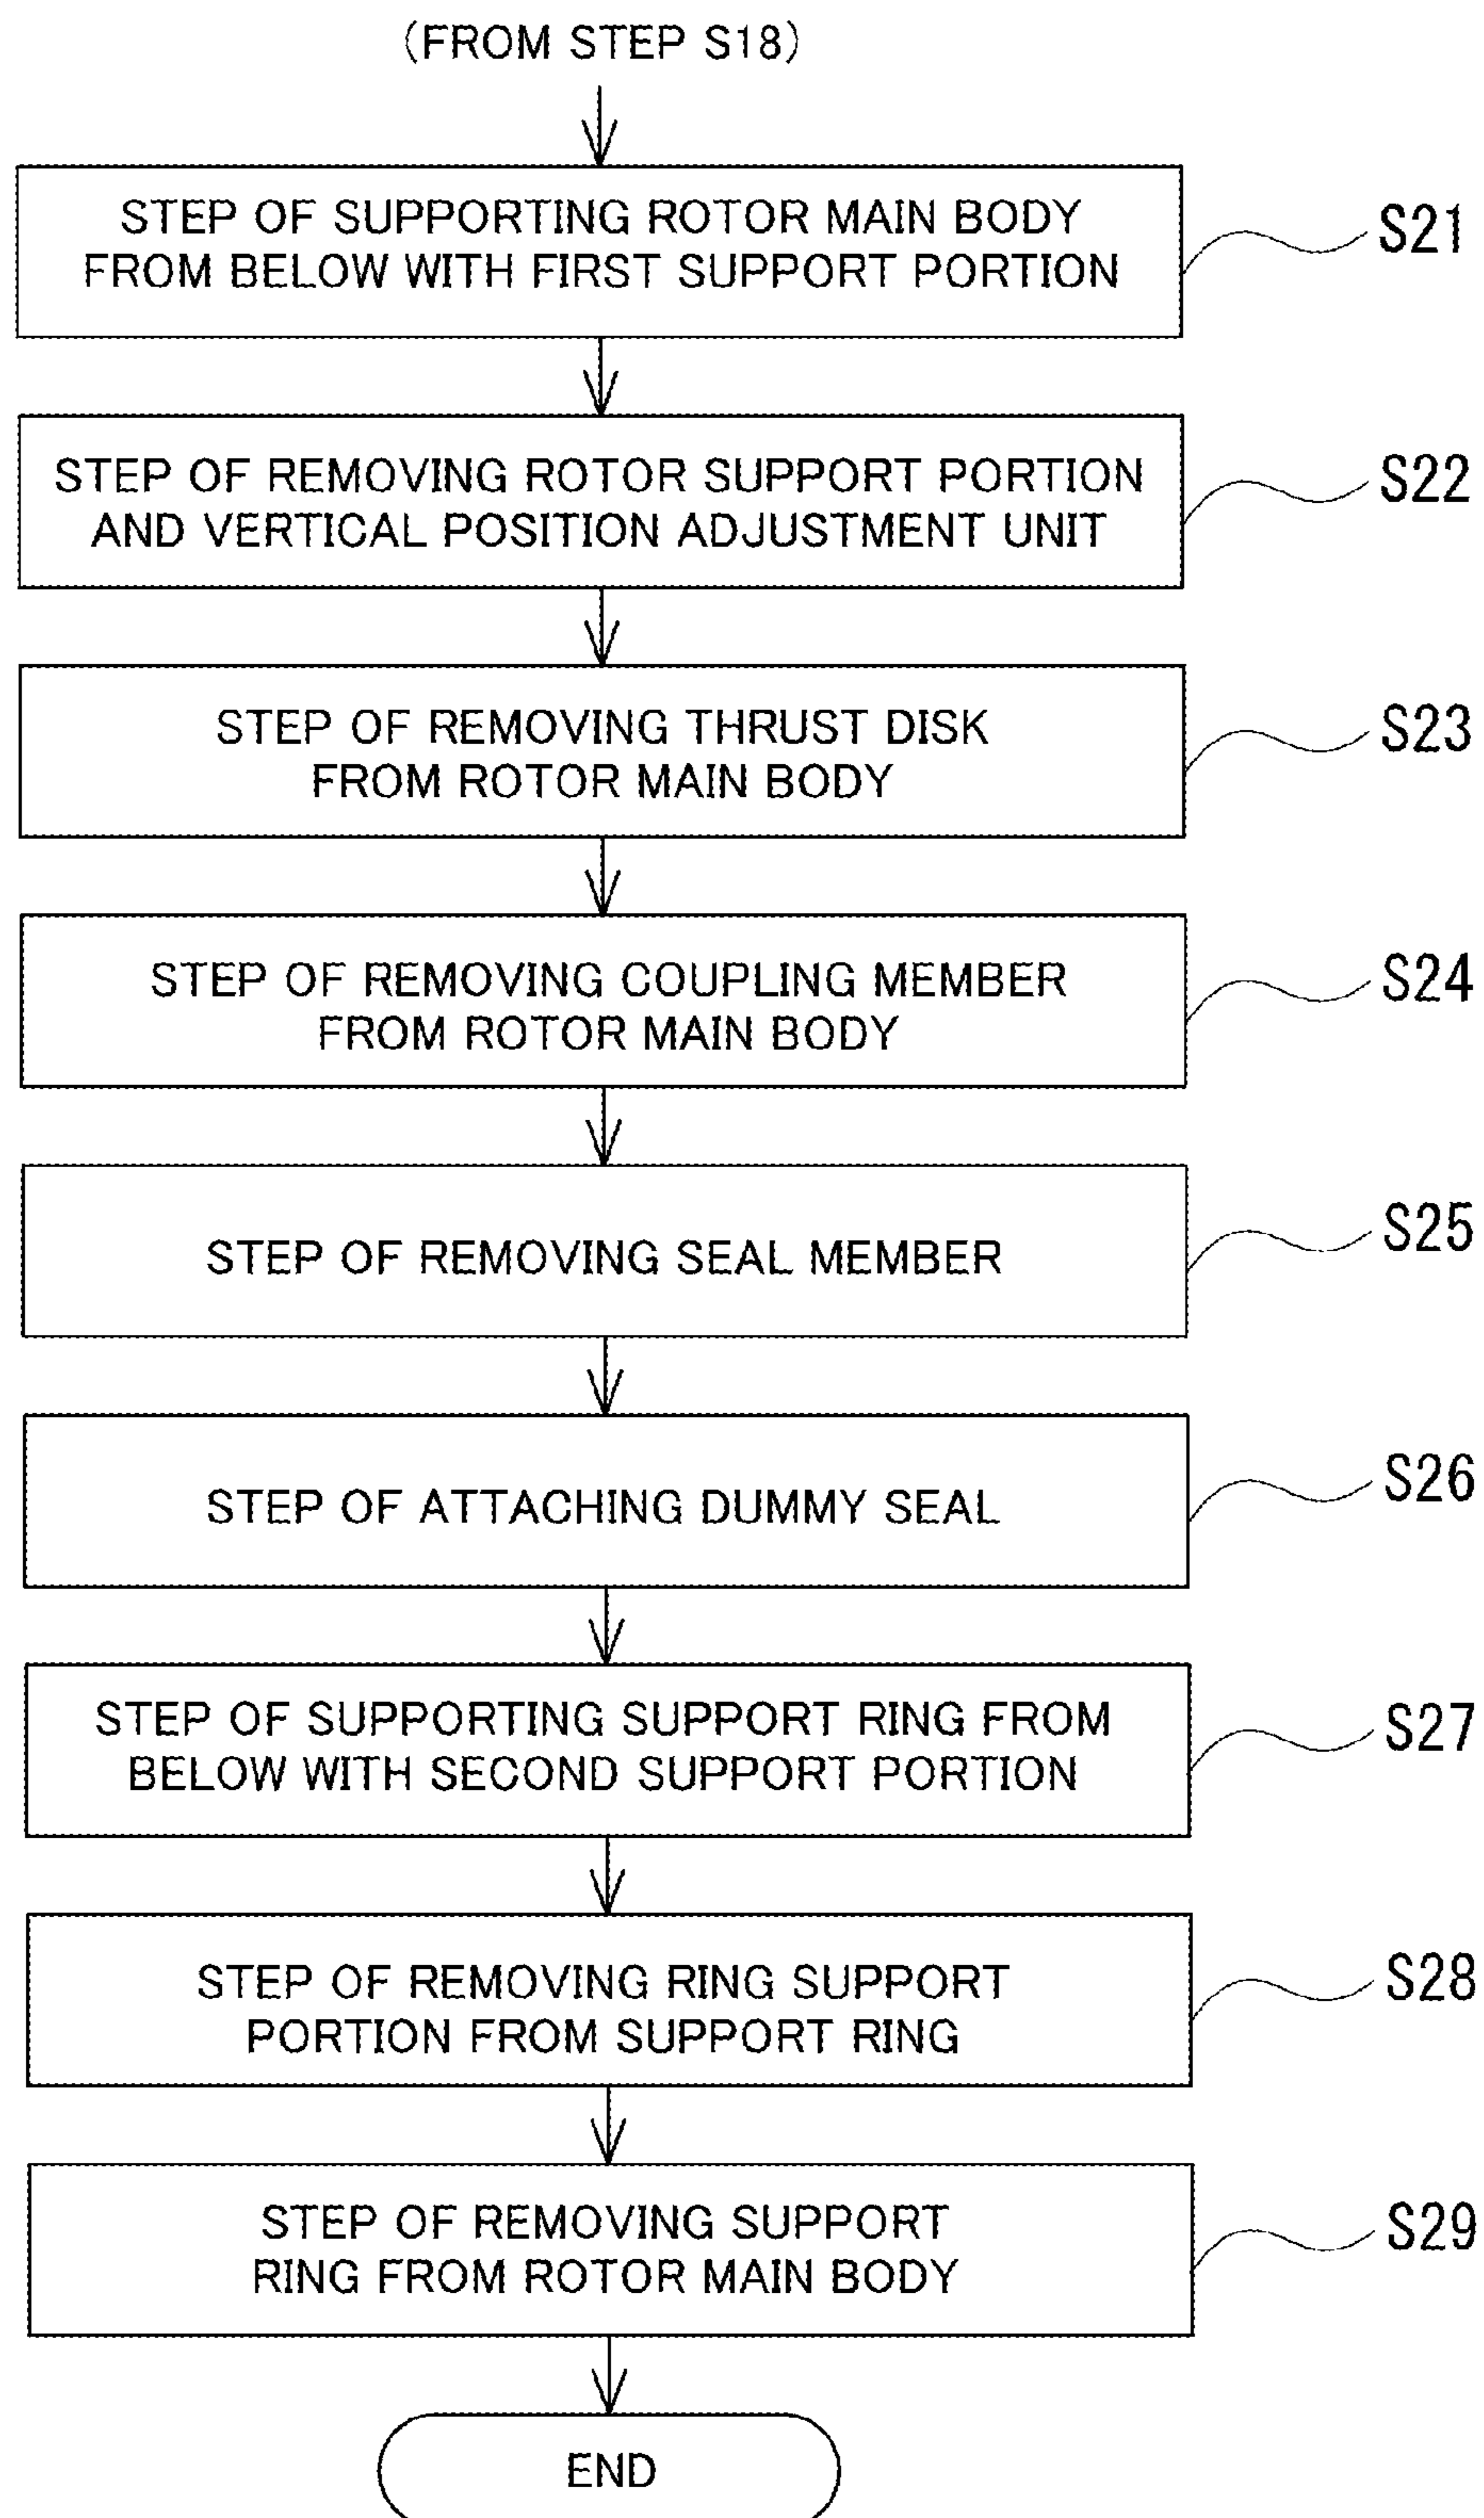 (FROM STEP S18)
STEP OF SUPPORTING ROTOR MAIN BODY
FROM BELOW WITH FIRST SUPPORT PORTION
S21
STEP OF REMOVING ROTOR SUPPORT PORTION
AND VERTICAL POSITION ADJUSTMENT UNIT
S22
STEP OF REMOVING THRUST DISK
FROM ROTOR MAIN BODY
S23
STEP OF REMOVING COUPLING MEMBER
FROM ROTOR MAIN BODY
S24
STEP OF REMOVING SEAL MEMBER
S25
STEP OF ATTACHING DUMMY SEAL
S26
STEP OF SUPPORTING SUPPORT RING FROM
BELOW WITH SECOND SUPPORT PORTION
S27
STEP OF REMOVING RING SUPPORT
PORTION FROM SUPPORT RING
S28
STEP OF REMOVING SUPPORT
RING FROM ROTOR MAIN BODY
S29
END